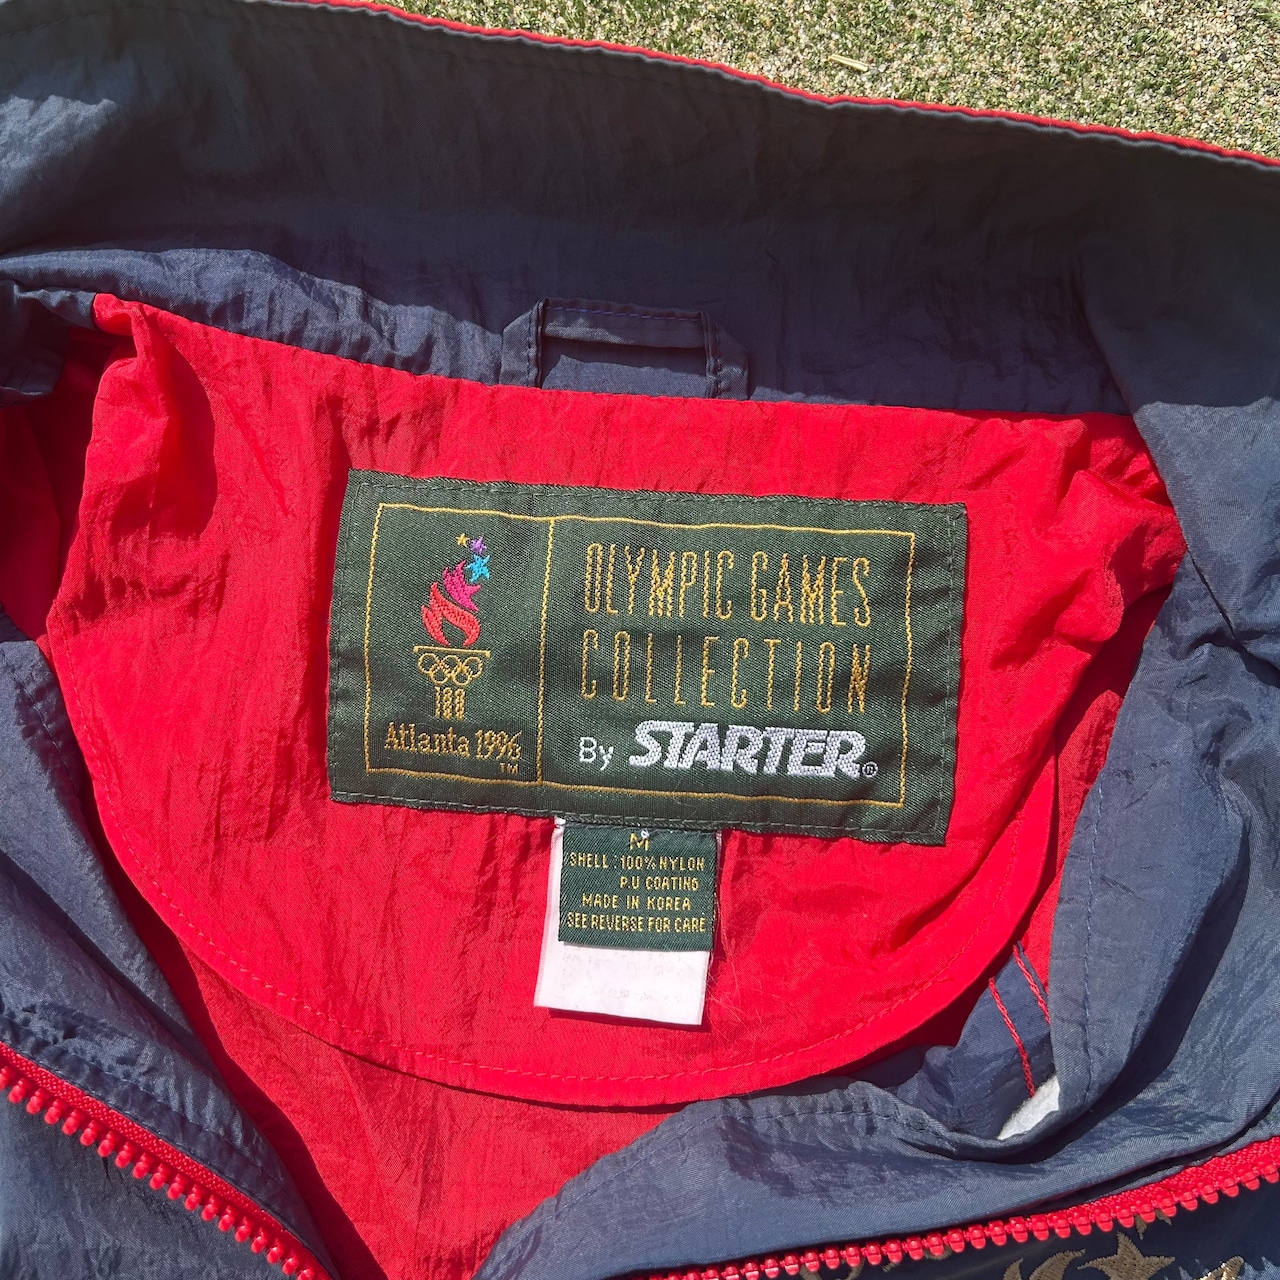 OLYMPIC GAMES
COLLECTION
By STARTER®
100
Atlanta 1996
TM
M
SHELL : 100% NYLON
P.U COATING
MADE IN KOREA
SEE REVERSE FOR CARE